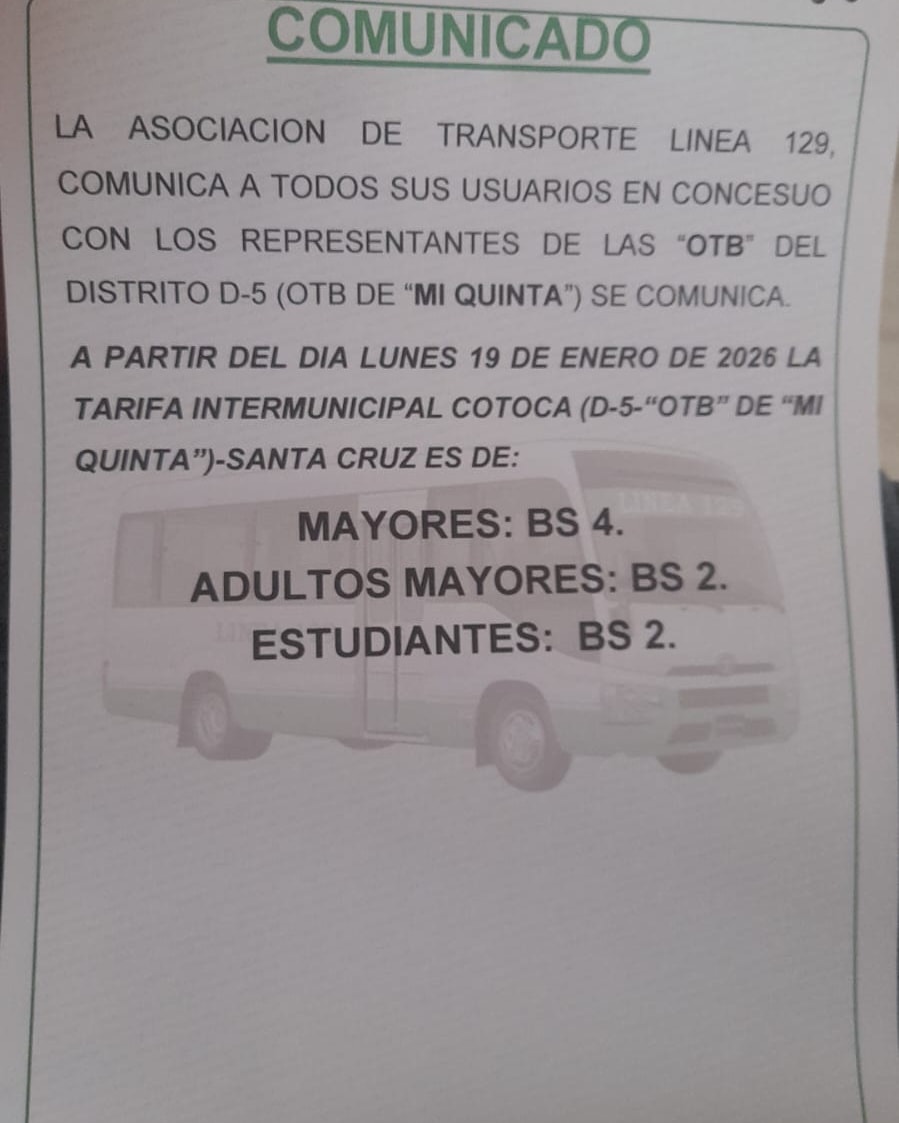 COMUNICADO
LA ASOCIACION DE TRANSPORTE LINEA 129,
COMUNICA A TODOS SUS USUARIOS EN CONCESUO
CON LOS REPRESENTANTES DE LAS “OTB” DEL
DISTRITO D-5 (OTB DE “MI QUINTA”) SE COMUNICA.
A PARTIR DEL DIA LUNES 19 DE ENERO DE 2026 LA
TARIFA INTERMUNICIPAL COTOCA (D-5-“OTB” DE “MI
QUINTA”)-SANTA CRUZ ES DE:
MAYORES: BS 4.
ADULTOS MAYORES: BS 2.
ESTUDIANTES: BS 2.
LINEA 129